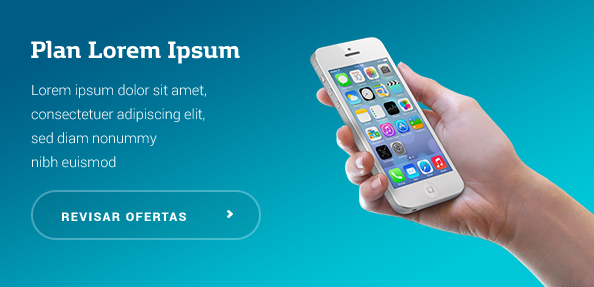 Plan Lorem Ipsum
Lorem ipsum dolor sit amet,
consectetuer adipiscing elit,
sed diam nonummy
nibh euismod
REVISAR OFERTAS